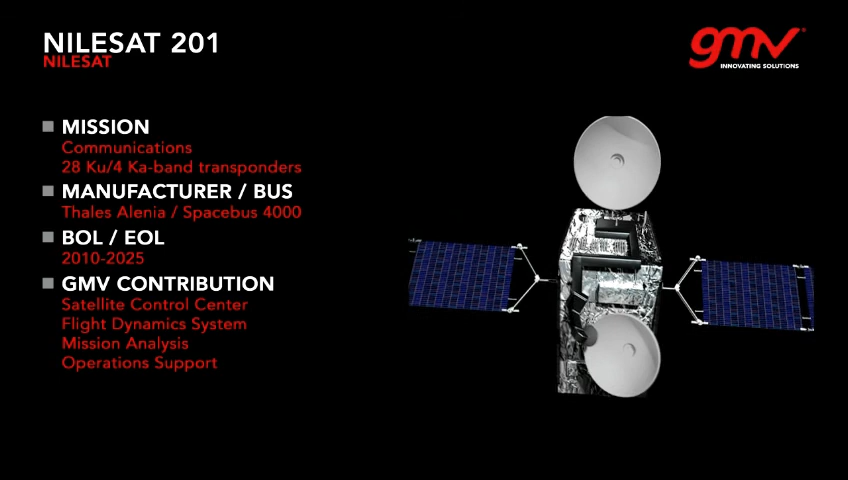 NILESAT 201
NILESAT
gmv
INNOVATING SOLUTIONS
MISSION
Communications
28 Ku/4 Ka-band transponders
MANUFACTURER / BUS
Thales Alenia / Spacebus 4000
BOL / EOL
2010-2025
GMV CONTRIBUTION
Satellite Control Center
Flight Dynamics System
Mission Analysis
Operations Support